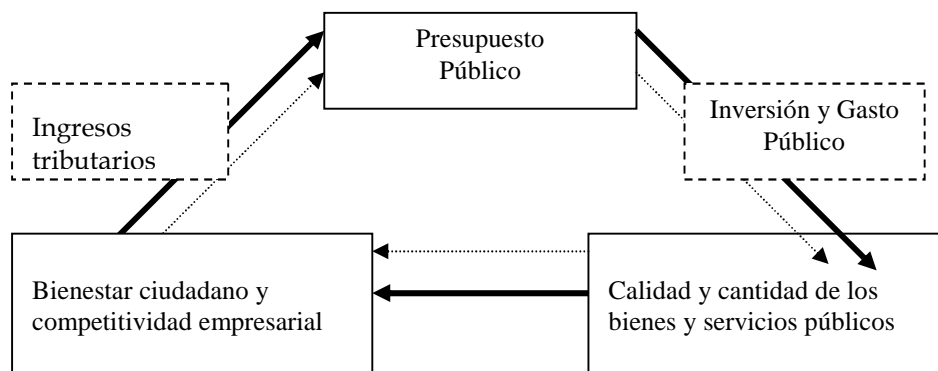 Presupuesto
Público
Ingresos
tributarios
Inversión y Gasto
Público
Bienestar ciudadano y
competitividad empresarial
Calidad y cantidad de los
bienes y servicios públicos